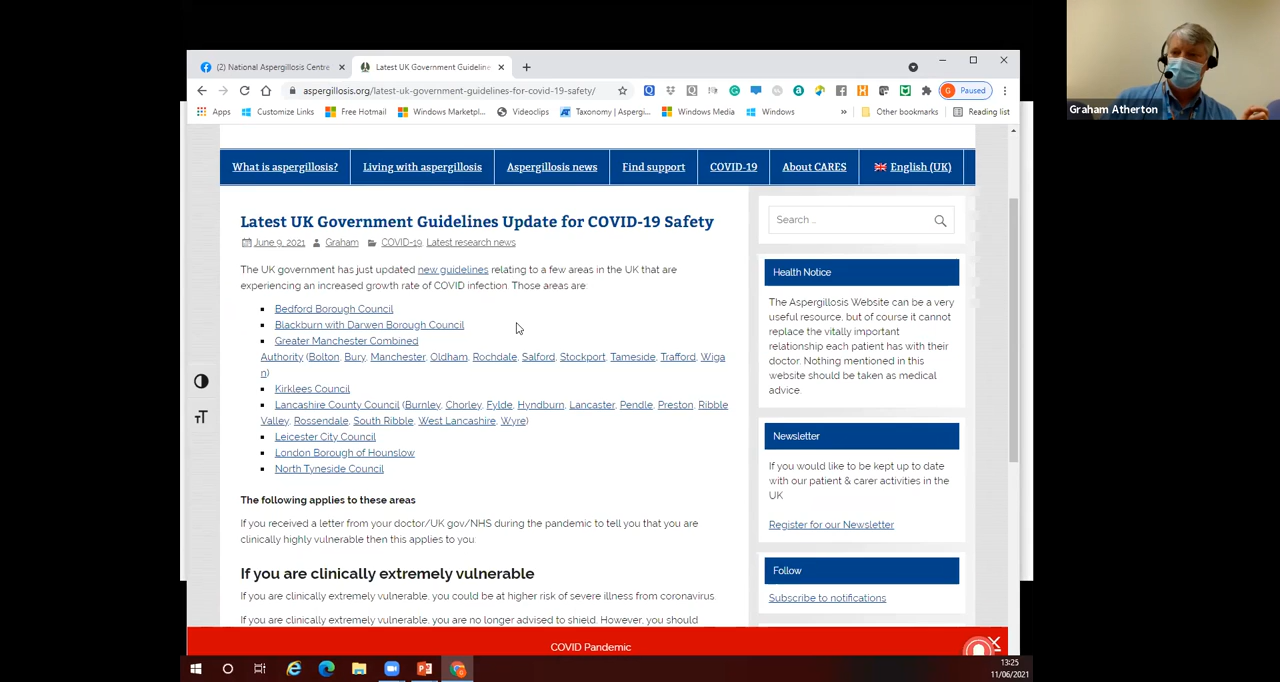 (2) National Aspergillosis Centre
Latest UK Government Guideline
aspergillosis.org/latest-uk-government-guidelines-for-covid-19-safety/
Paused
Apps
Customize Links
Free Hotmail
Windows Marketpl...
Videoclips
Taxonomy | Aspergi...
Windows Media
Windows
»
Other bookmarks
Reading list
What is aspergillosis?
Living with aspergillosis
Aspergillosis news
Find support
COVID-19
About CARES
English (UK)
Latest UK Government Guidelines Update for COVID-19 Safety
June 9, 2021 Graham COVID-19, Latest research news
The UK government has just updated new guidelines relating to a few areas in the UK that are
experiencing an increased growth rate of COVID infection. Those areas are
Bedford Borough Council
Blackburn with Darwen Borough Council
Greater Manchester Combined
Authority (Bolton, Bury, Manchester, Oldham, Rochdale, Salford, Stockport, Tameside, Trafford, Wiga
n)
Kirklees Council
Lancashire County Council (Burnley, Chorley, Fylde, Hyndburn, Lancaster, Pendle, Preston, Ribble
Valley, Rossendale, South Ribble, West Lancashire, Wyre)
Leicester City Council
London Borough of Hounslow
North Tyneside Council
The following applies to these areas
If you received a letter from your doctor/UK gov/NHS during the pandemic to tell you that you are
clinically highly vulnerable then this applies to you:
If you are clinically extremely vulnerable
If you are clinically extremely vulnerable, you could be at higher risk of severe illness from coronavirus.
If you are clinically extremely vulnerable, you are no longer advised to shield. However, you should
Search …
Health Notice
The Aspergillosis Website can be a very
useful resource, but of course it cannot
replace the vitally important
relationship each patient has with their
doctor. Nothing mentioned in this
website should be taken as medical
advice.
Newsletter
If you would like to be kept up to date
with our patient & carer activities in the
UK
Register for our Newsletter
Follow
Subscribe to notifications
COVID Pandemic
13:25
11/06/2021
Graham Atherton